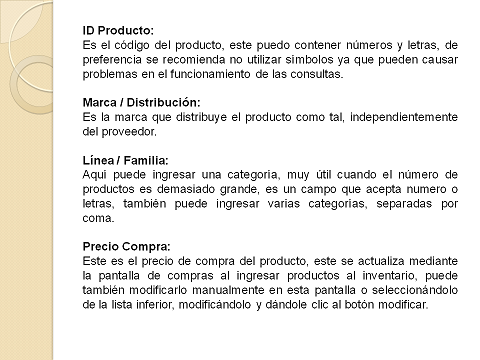 ID Producto:
Es el código del producto, este puedo contener números y letras, de
preferencia se recomienda no utilizar simbolos ya que pueden causar
problemas en el funcionamiento de las consultas.
Marca / Distribución:
Es la marca que distribuye el producto como tal, independientemente
del proveedor.
Línea / Familia:
Aqui puede ingresar una categoria, muy útil cuando el número de
productos es demasiado grande, es un campo que acepta numero o
letras, también puede ingresar varias categorias, separadas por
coma.
Precio Compra:
Este es el precio de compra del producto, este se actualiza mediante
la pantalla de compras al ingresar productos al inventario, puede
también modificarlo manualmente en esta pantalla o seleccionándolo
de la lista inferior, modificándolo y dándole clic al botón modificar.